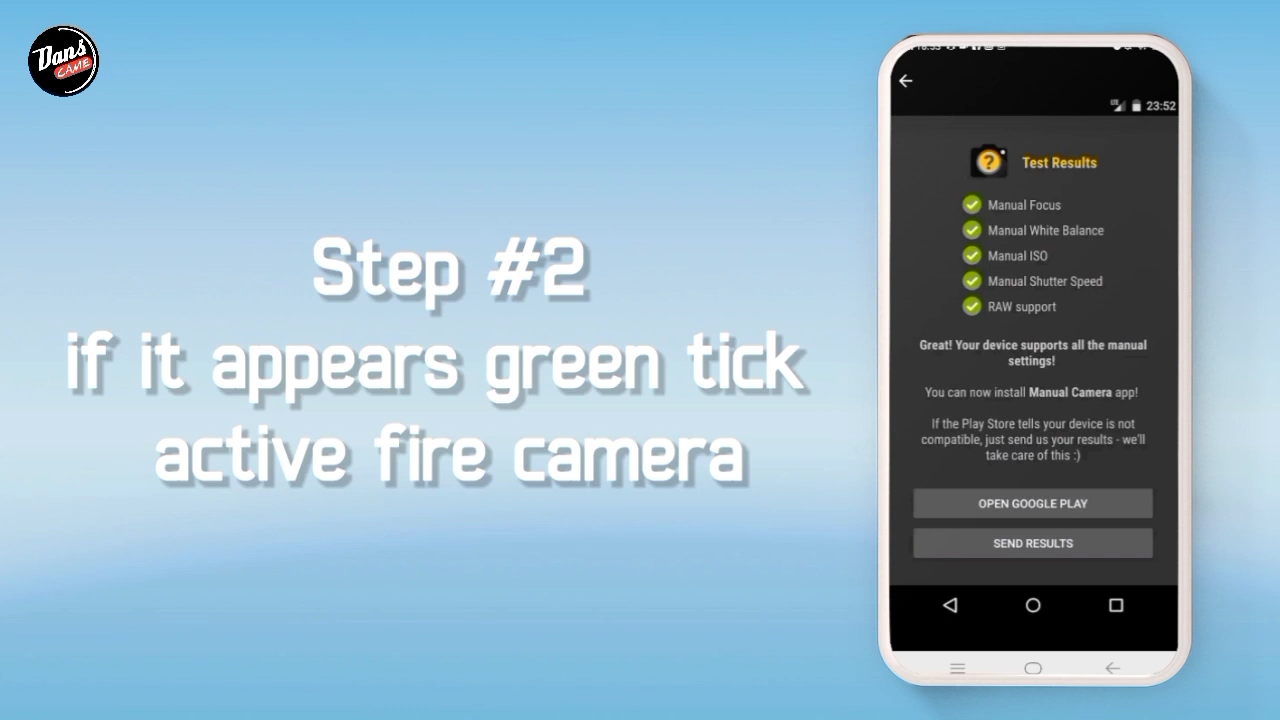 Dans
CAME
Step #2
if it appears green tick
active fire camera
23:52
Test Results
Manual Focus
Manual White Balance
Manual ISO
Manual Shutter Speed
RAW support
Great! Your device supports all the manual
settings!
You can now install Manual Camera app!
If the Play Store tells your device is not
compatible, just send us your results - we'll
take care of this :)
OPEN GOOGLE PLAY
SEND RESULTS